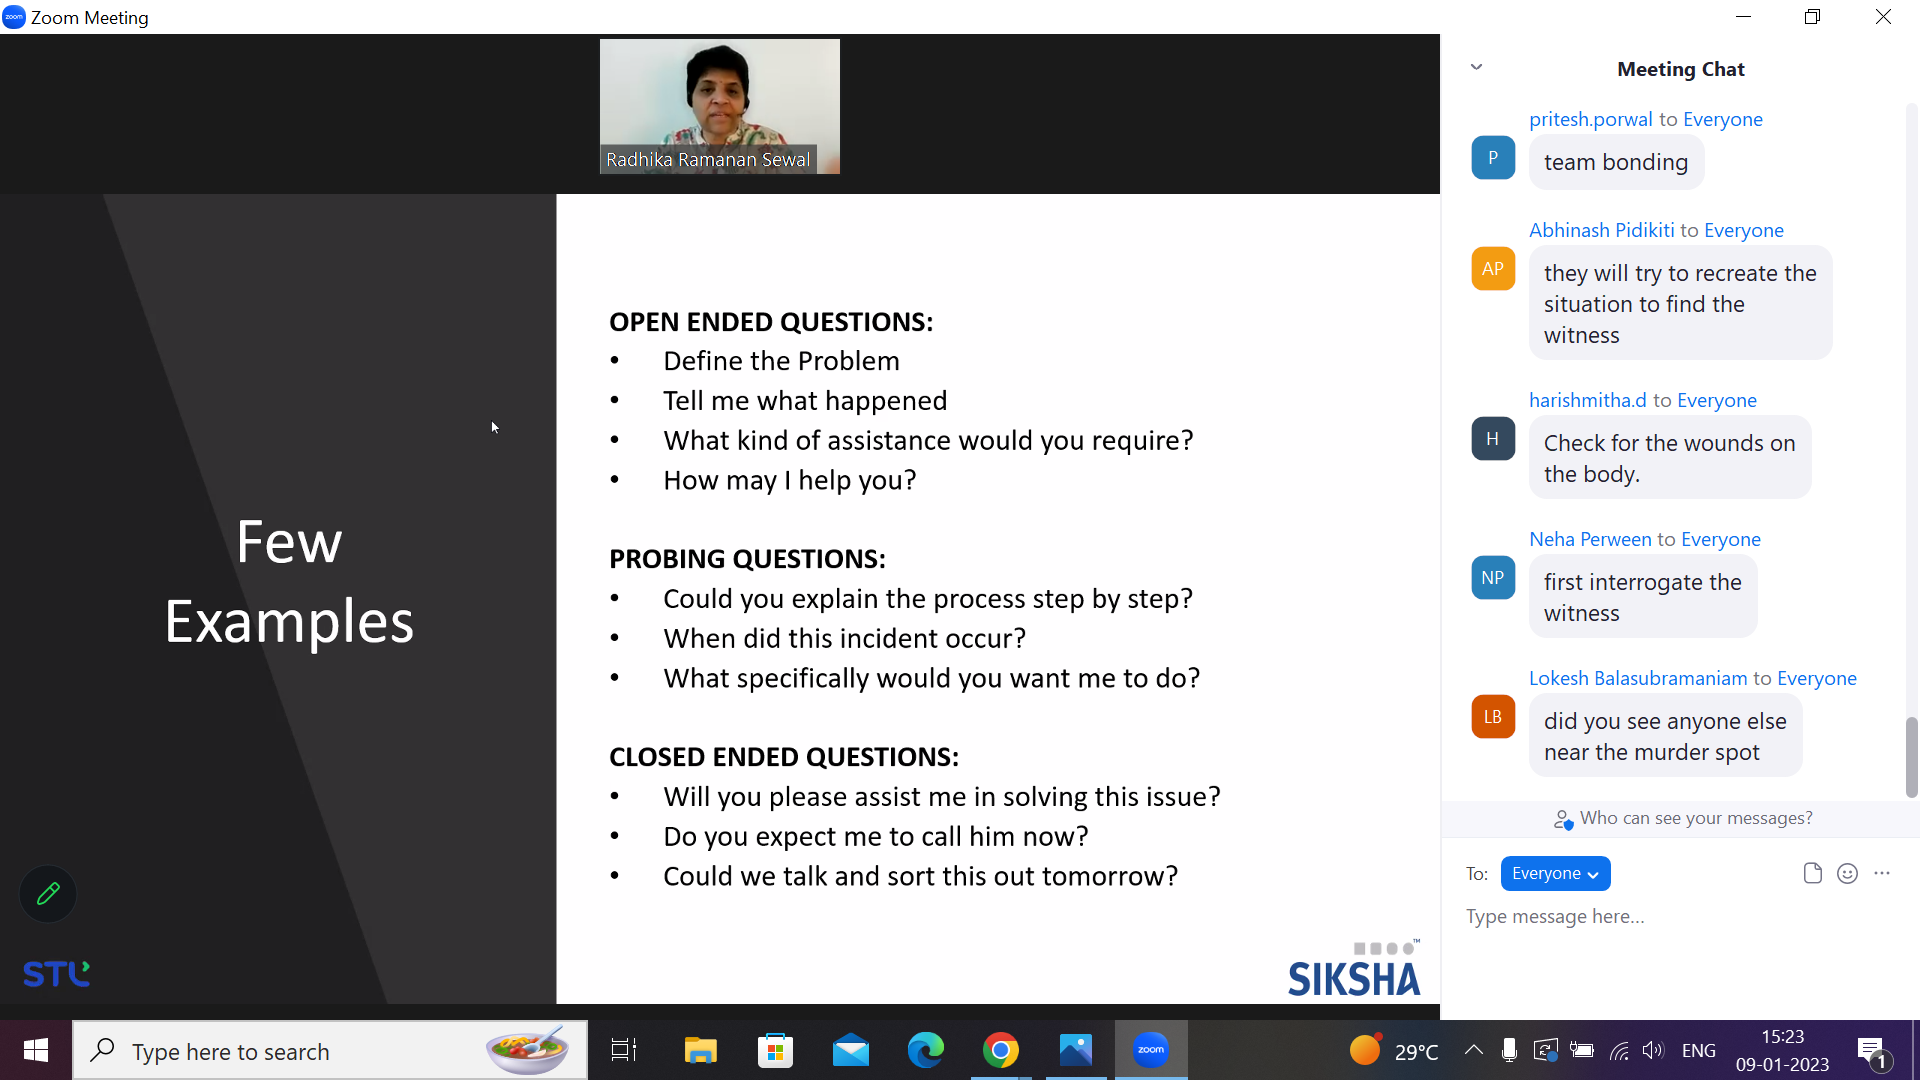 zoom Zoom Meeting
Radhika Ramanan Sewal
Few
Examples
STL
OPEN ENDED QUESTIONS:
• Define the Problem
• Tell me what happened
• What kind of assistance would you require?
• How may I help you?
PROBING QUESTIONS:
• Could you explain the process step by step?
• When did this incident occur?
• What specifically would you want me to do?
CLOSED ENDED QUESTIONS:
• Will you please assist me in solving this issue?
• Do you expect me to call him now?
• Could we talk and sort this out tomorrow?
TM
SIKSHA
Meeting Chat
pritesh.porwal to Everyone
P
team bonding
Abhinash Pidikiti to Everyone
AP
they will try to recreate the
situation to find the
witness
harishmitha.d to Everyone
H
Check for the wounds on
the body.
Neha Perween to Everyone
NP
first interrogate the
witness
Lokesh Balasubramaniam to Everyone
LB
did you see anyone else
near the murder spot
Who can see your messages?
To: Everyone
Type message here...
Type here to search
zoom
29°C
ENG
15:23
09-01-2023
1